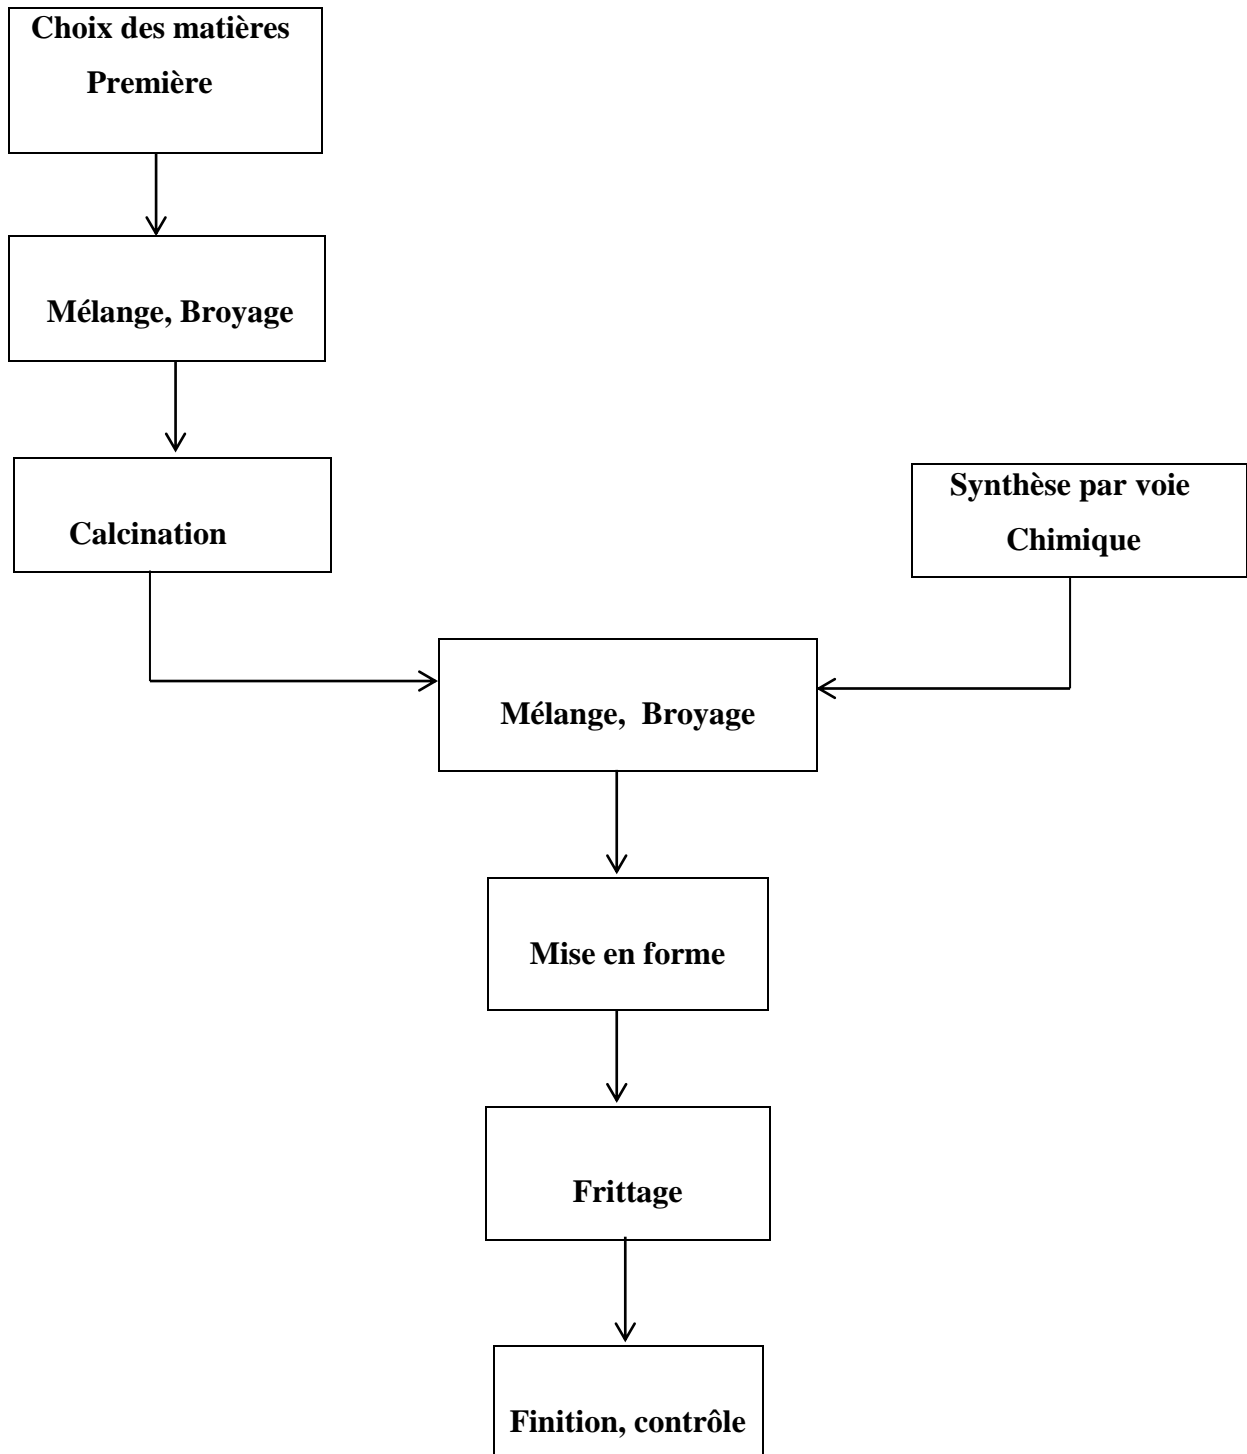 Choix des matières
Première
Mélange, Broyage
Calcination
Synthèse par voie
Chimique
Mélange, Broyage
Mise en forme
Frittage
Finition, contrôle